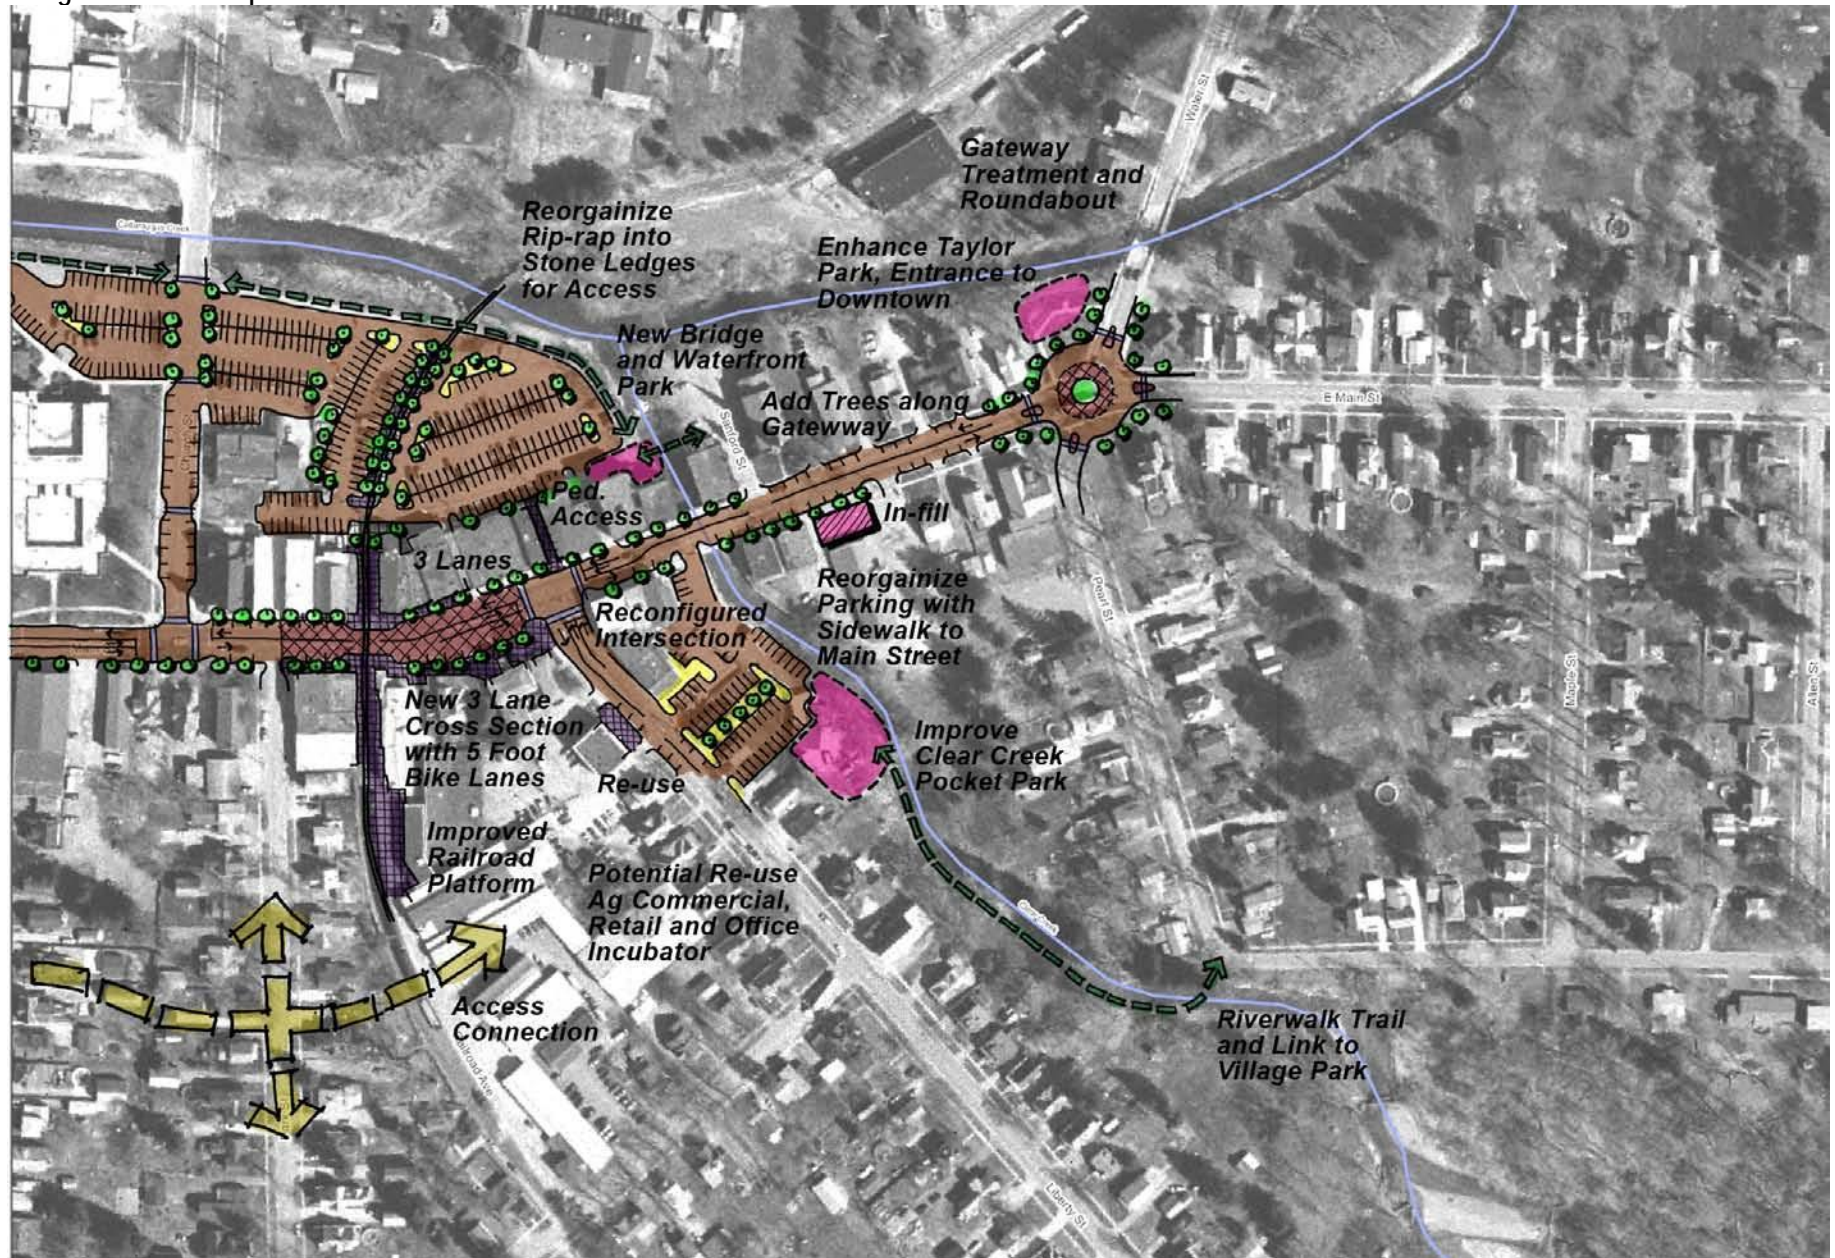 Gateway
Treatment and
Roundabout
Water St
Reorgainize
Rip-rap into
Stone Ledges
for Access
Enhance Taylor
Park, Entrance to
Downtown
Cattaraugus Creek
New Bridge
and Waterfront
Park
Add Trees along
Gatewway
E Main St
Sanford St
Ped.
Access
In-fill
3 Lanes
Reconfigured
Intersection
Reorgainize
Parking with
Sidewalk to
Main Street
Pearl St
Maple St
Allen St
New 3 Lane
Cross Section
with 5 Foot
Bike Lanes
Re-use
Improve
Clear Creek
Pocket Park
Improved
Railroad
Platform
Potential Re-use
Ag Commercial,
Retail and Office
Incubator
Clear Creek
Access
Connection
Railroad Ave
Riverwalk Trail
and Link to
Village Park
Liberty St